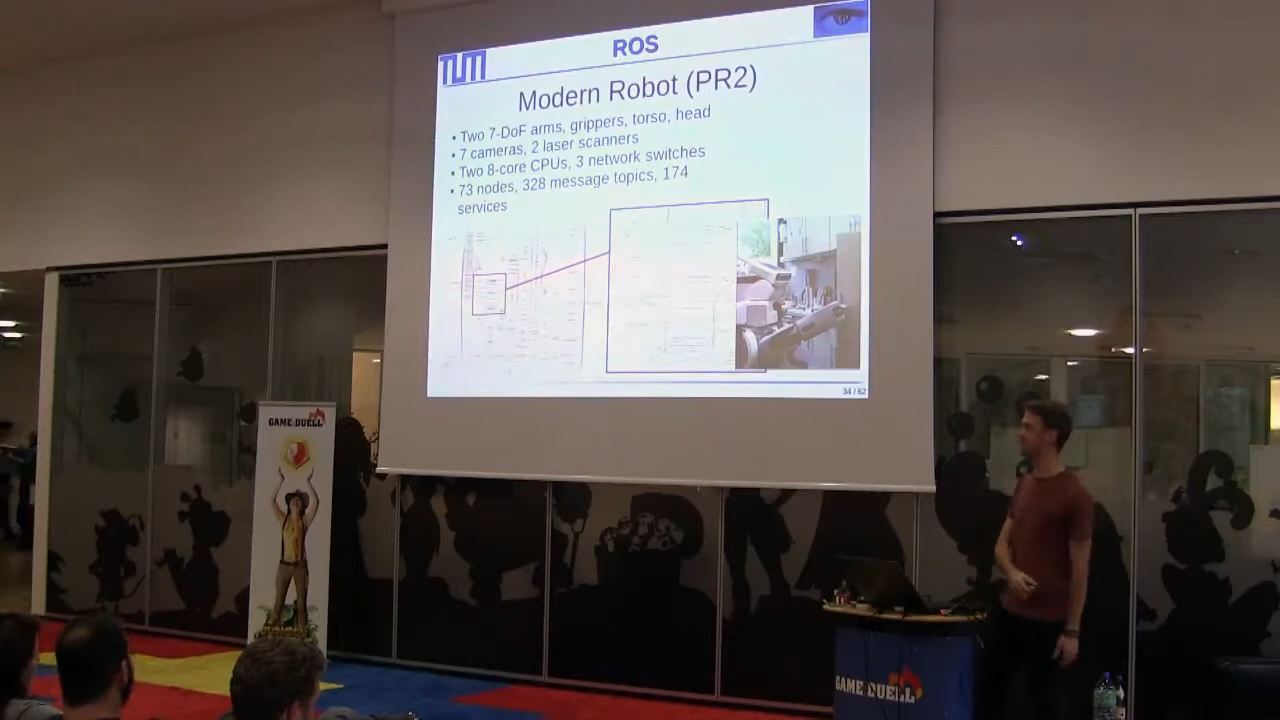 TUM
ROS
Modern Robot (PR2)
• Two 7-DoF arms, grippers, torso, head
• 7 cameras, 2 laser scanners
• Two 8-core CPUs, 3 network switches
• 73 nodes, 328 message topics, 174
services
34 / 62
GAME DUELL
GAME DUELL